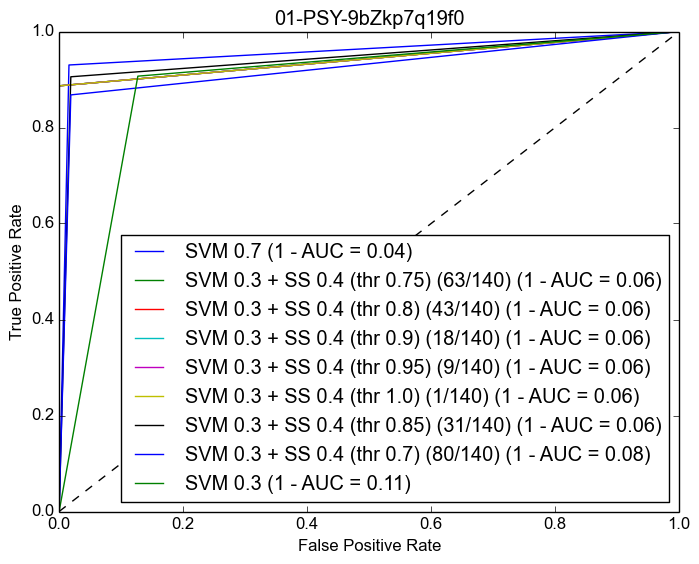 01-PSY-9bZkp7q19f0
1.0
0.8
0.6
0.4
0.2
0.0
True Positive Rate
SVM 0.7 (1 - AUC = 0.04)
SVM 0.3 + SS 0.4 (thr 0.75) (63/140) (1 - AUC = 0.06)
SVM 0.3 + SS 0.4 (thr 0.8) (43/140) (1 - AUC = 0.06)
SVM 0.3 + SS 0.4 (thr 0.9) (18/140) (1 - AUC = 0.06)
SVM 0.3 + SS 0.4 (thr 0.95) (9/140) (1 - AUC = 0.06)
SVM 0.3 + SS 0.4 (thr 1.0) (1/140) (1 - AUC = 0.06)
SVM 0.3 + SS 0.4 (thr 0.85) (31/140) (1 - AUC = 0.06)
SVM 0.3 + SS 0.4 (thr 0.7) (80/140) (1 - AUC = 0.08)
SVM 0.3 (1 - AUC = 0.11)
0.0 0.2 0.4 0.6 0.8 1.0
False Positive Rate